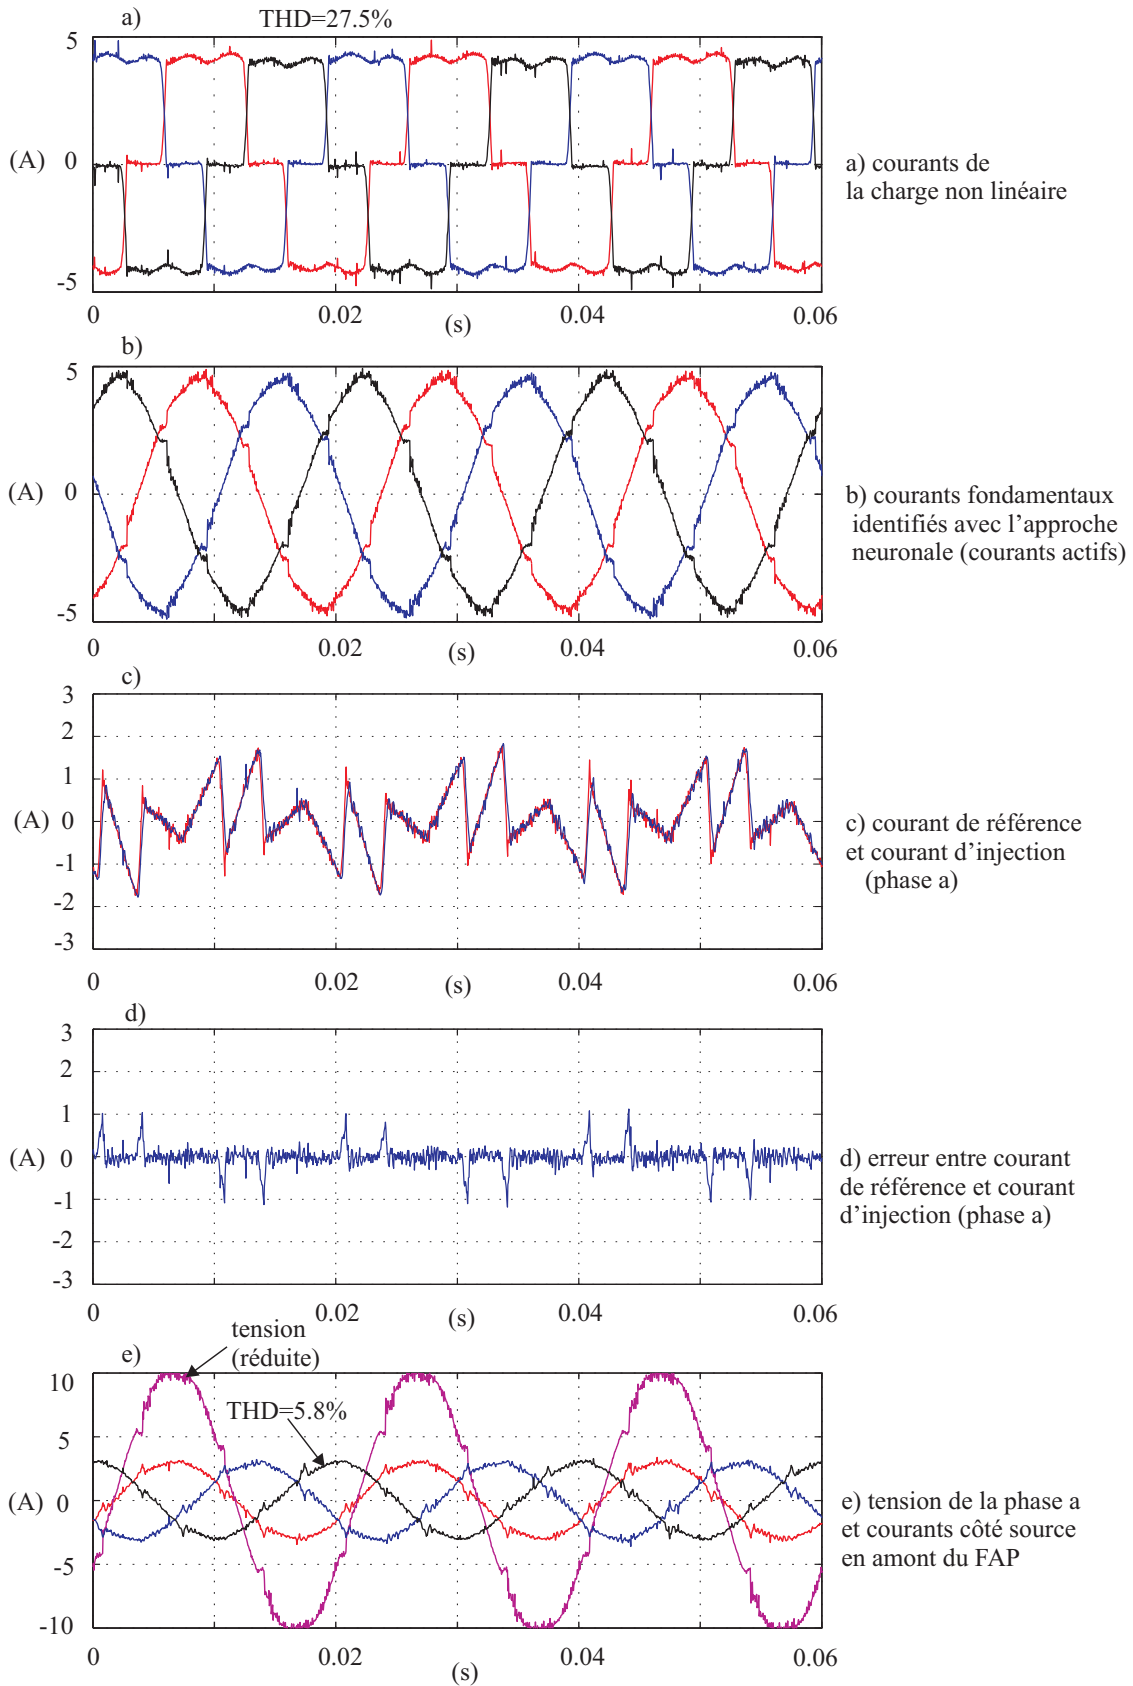 a)
THD=27.5%
5
(A)
0
-5
0
0.02
(s)
0.04
0.06
a) courants de
la charge non linéaire
b)
5
(A)
0
-5
0
0.02
(s)
0.04
0.06
b) courants fondamentaux
identifiés avec l’approche
neuronale (courants actifs)
c)
3
2
1
(A)
0
-1
-2
-3
0
0.02
(s)
0.04
0.06
c) courant de référence
et courant d’injection
(phase a)
d)
3
2
1
(A)
0
-1
-2
-3
0
0.02
(s)
0.04
0.06
d) erreur entre courant
de référence et courant
d’injection (phase a)
tension
(réduite)
e)
THD=5.8%
10
5
(A)
0
-5
-10
0
0.02
(s)
0.04
0.06
e) tension de la phase a
et courants côté source
en amont du FAP